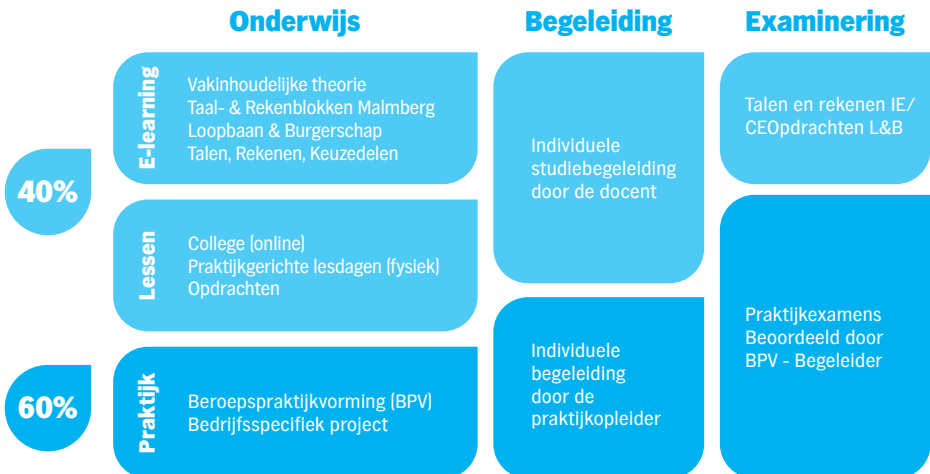 Onderwijs
Begeleiding
Examinering
40%
E-learning
Vakinhoudelijke theorie
Taal- & Rekenblokken Malmberg
Loopbaan & Burgerschap
Talen, Rekenen, Keuzedelen
Lessen
College (online)
Praktijkgerichte lesdagen (fysiek)
Opdrachten
Individuele
studiebegeleiding
door de docent
Talen en rekenen IE/
CEOpdrachten L&B
60%
Praktijk
Beroepspraktijkvorming (BPV)
Bedrijfsspecifiek project
Individuele
begeleiding
door de
praktijkopleider
Praktijkexamens
Beoordeeld door
BPV - Begeleider